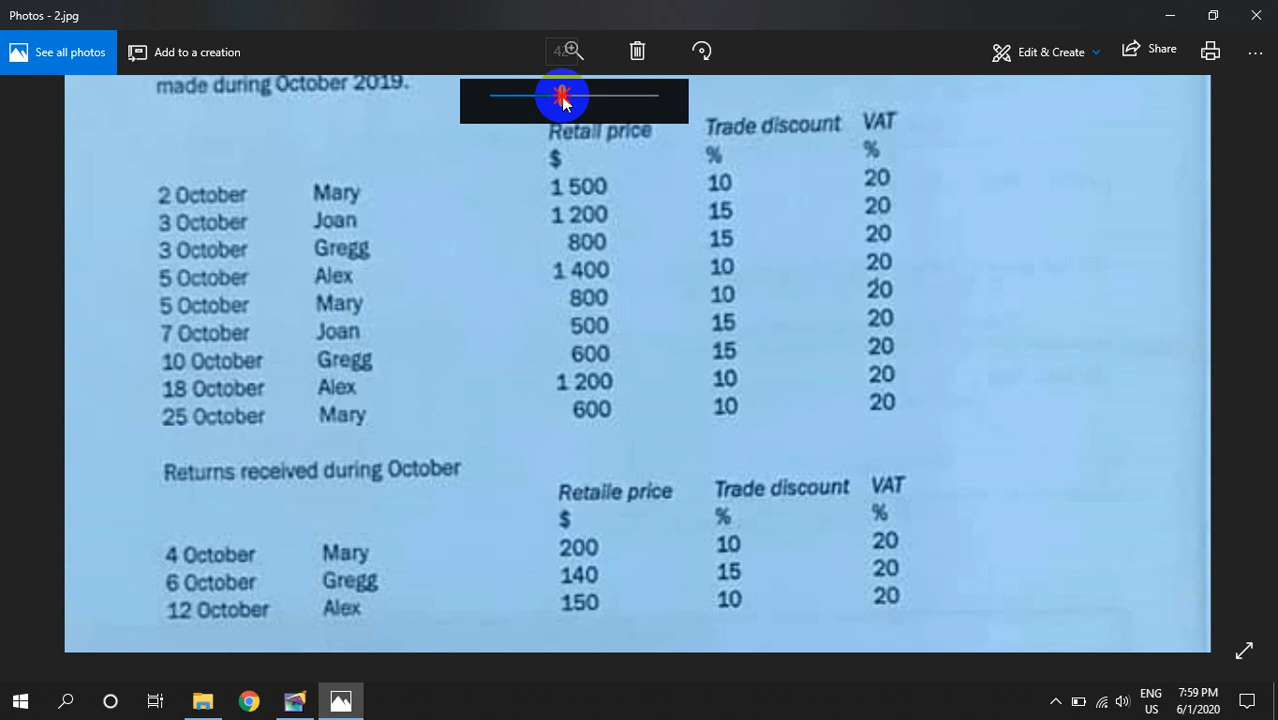 Photos - 2.jpg
See all photos
Add to a creation
Edit & Create
Share
made during October 2019.
Retail price Trade discount VAT
$ % %
2 October Mary 1 500 10 20
3 October Joan 1 200 15 20
3 October Gregg 800 15 20
5 October Alex 1 400 10 20
5 October Mary 800 10 20
7 October Joan 500 15 20
10 October Gregg 600 15 20
18 October Alex 1 200 10 20
25 October Mary 600 10 20
Returns received during October
Retaile price Trade discount VAT
$ % %
4 October Mary 200 10 20
6 October Gregg 140 15 20
12 October Alex 150 10 20
ENG 7:59 PM
US 6/1/2020